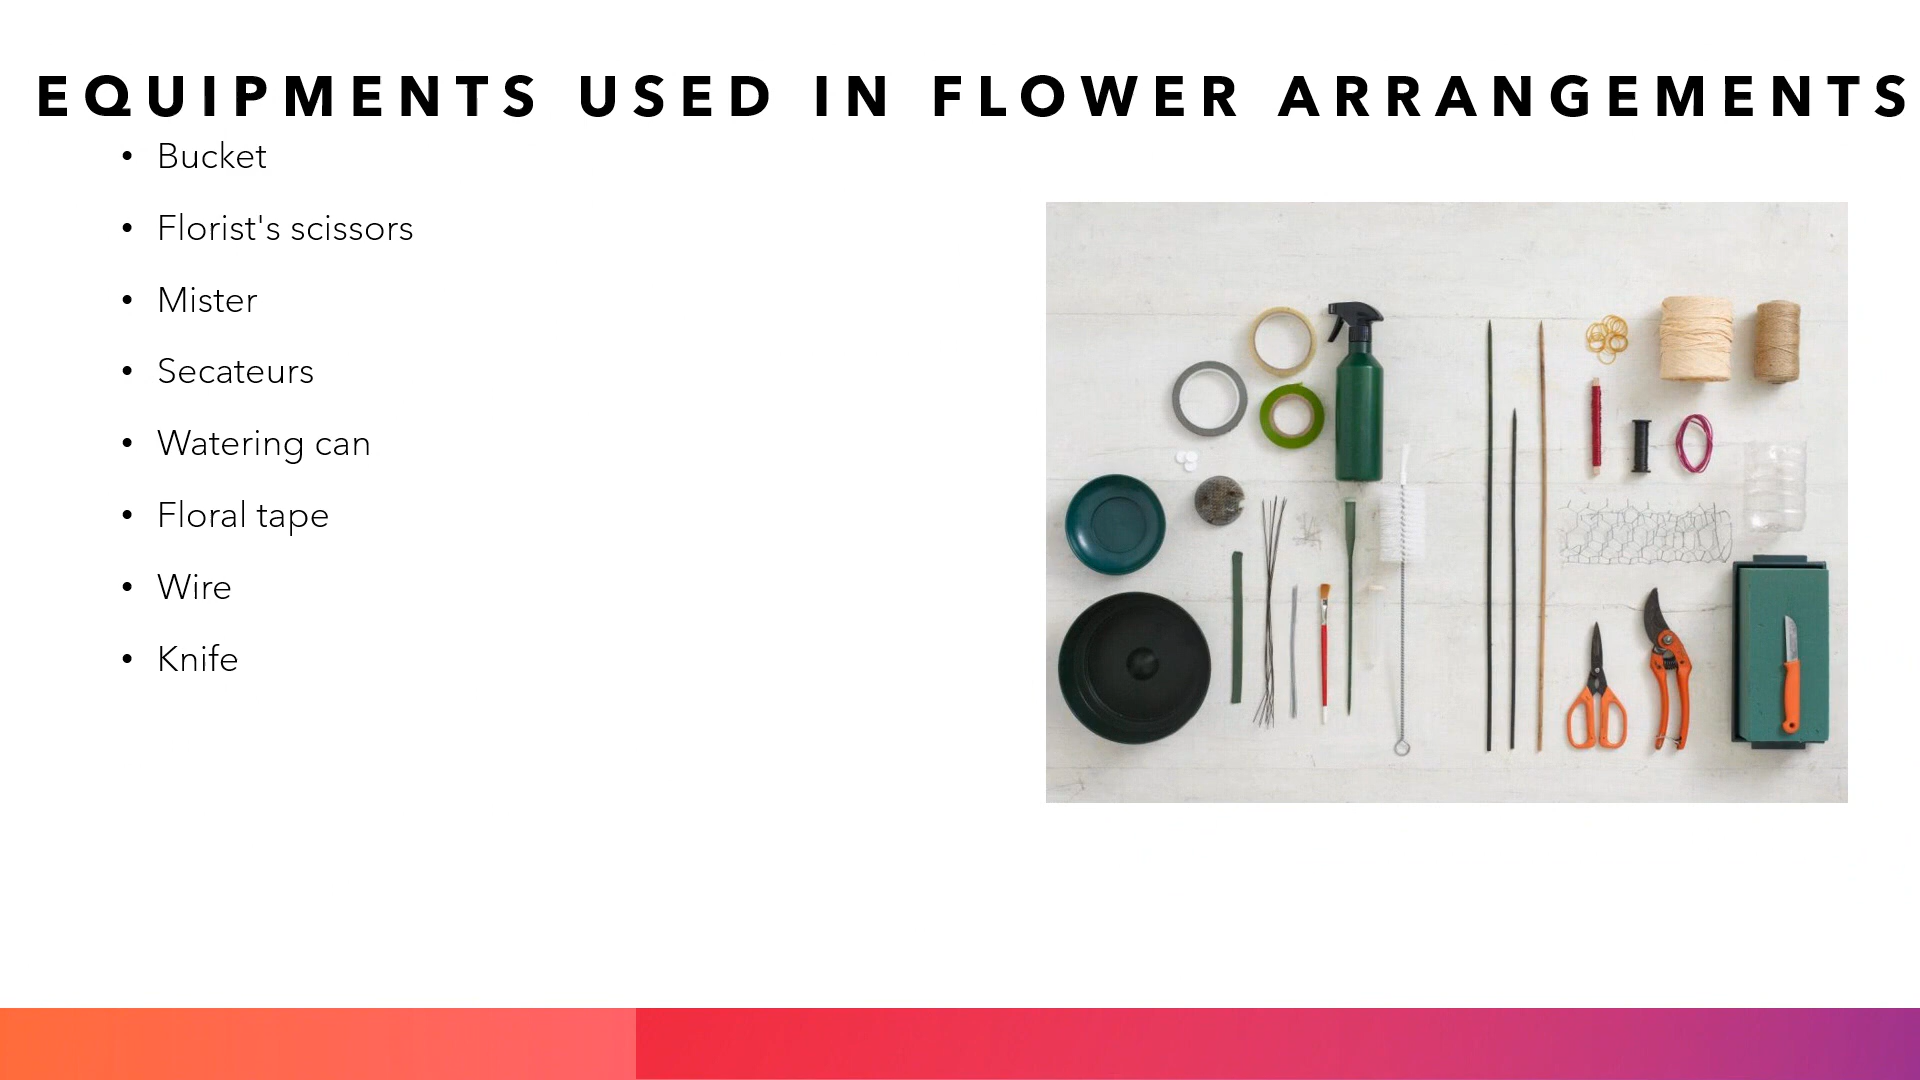 EQUIPMENTS USED IN FLOWER ARRANGEMENTS
• Bucket
• Florist's scissors
• Mister
• Secateurs
• Watering can
• Floral tape
• Wire
• Knife